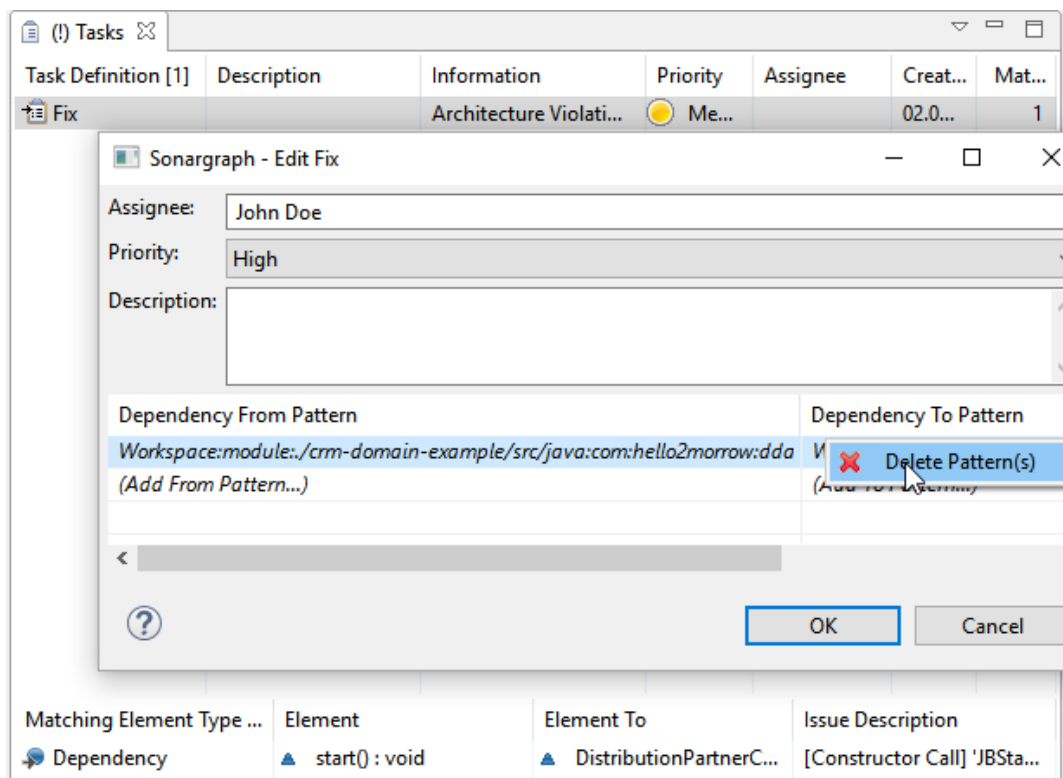 (!) Tasks
Task Definition [1] Description Information Priority Assignee Creat... Mat...
Fix Architecture Violati... Me... 02.0... 1
Sonargraph - Edit Fix
Assignee: John Doe
Priority: High
Description:
Dependency From Pattern Dependency To Pattern
Workspace:module:./crm-domain-example/src/java:com:hello2morrow:dda
Delete Pattern(s)
(Add From Pattern...) (Add To Pattern...)
? OK Cancel
Matching Element Type ... Element Element To Issue Description
Dependency start() : void DistributionPartnerC... [Constructor Call] 'JBSta...